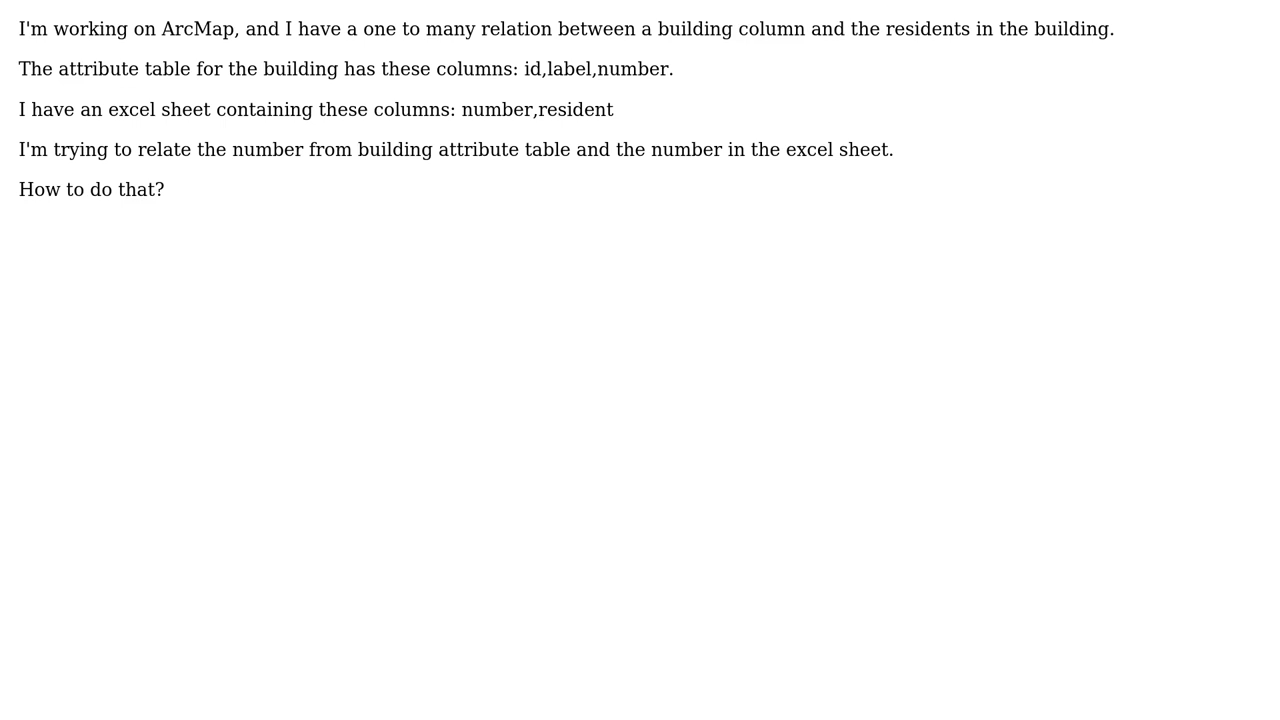 I'm working on ArcMap, and I have a one to many relation between a building column and the residents in the building.
The attribute table for the building has these columns: id,label,number.
I have an excel sheet containing these columns: number,resident
I'm trying to relate the number from building attribute table and the number in the excel sheet.
How to do that?